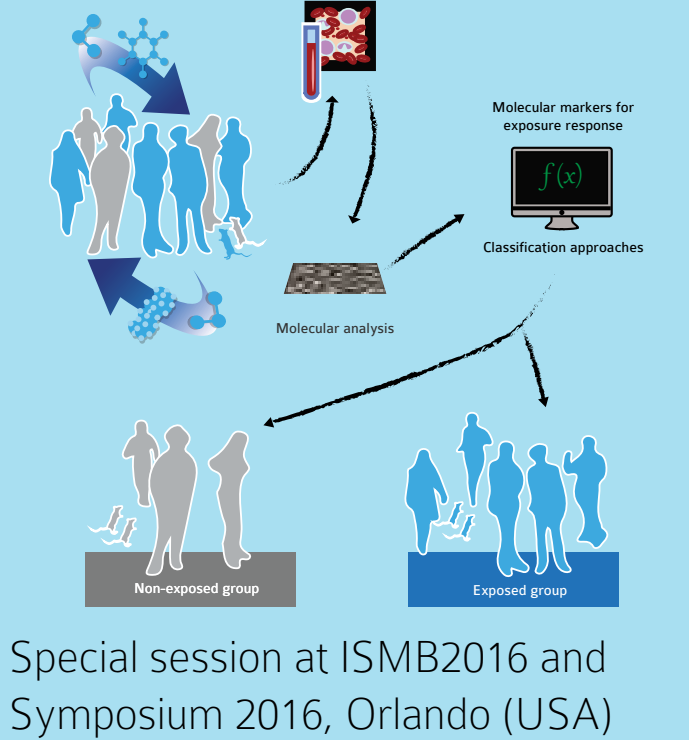 Molecular markers for
exposure response
f(x)
Classification approaches
Molecular analysis
Non-exposed group
Exposed group
Special session at ISMB2016 and
Symposium 2016, Orlando (USA)